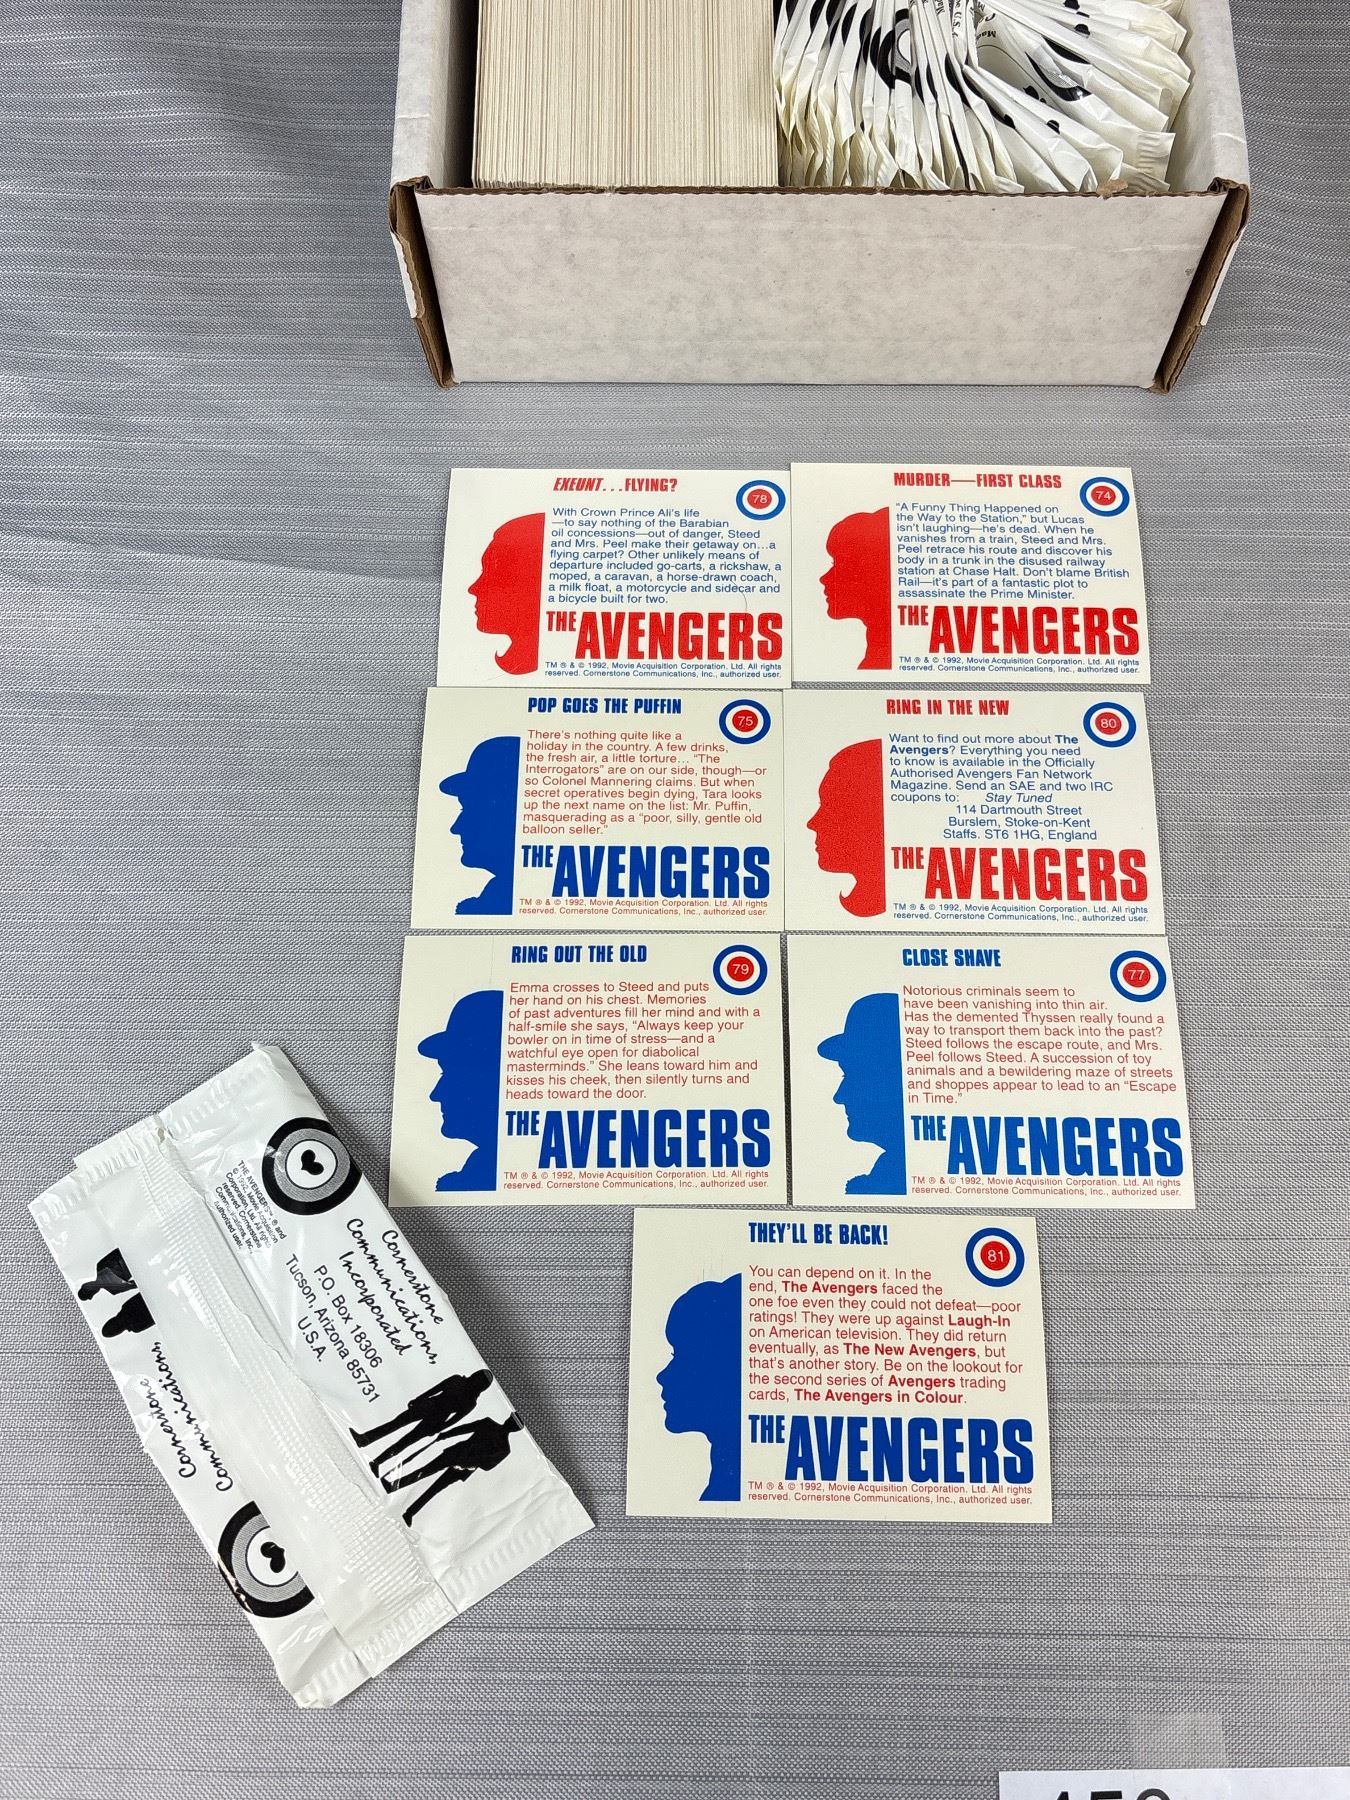 EXEUNT...FLYING?
78
With Crown Prince Ali's life
—to say nothing of the Barabian
oil concessions—out of danger, Steed
and Mrs. Peel make their getaway on...a
flying carpet? Other unlikely means of
departure included go-carts, a rickshaw, a
moped, a caravan, a horse-drawn coach,
a milk float, a motorcycle and sidecar and
a bicycle built for two.
THE AVENGERS
TM ® & © 1992, Movie Acquisition Corporation. Ltd. All rights
reserved. Cornerstone Communications, Inc., authorized user.
MURDER—FIRST CLASS
74
"A Funny Thing Happened on
the Way to the Station," but Lucas
isn't laughing—he's dead. When he
vanishes from a train, Steed and Mrs.
Peel retrace his route and discover his
body in a trunk in the disused railway
station at Chase Halt. Don't blame British
Rail—it's part of a fantastic plot to
assassinate the Prime Minister.
THE AVENGERS
TM ® & © 1992, Movie Acquisition Corporation. Ltd. All rights
reserved. Cornerstone Communications, Inc., authorized user.
POP GOES THE PUFFIN
75
There's nothing quite like a
holiday in the country. A few drinks,
the fresh air, a little torture... "The
Interrogators" are on our side, though—or
so Colonel Mannering claims. But when
secret operatives begin dying, Tara looks
up the next name on the list: Mr. Puffin,
masquerading as a "poor, silly, gentle old
balloon seller."
THE AVENGERS
TM ® & © 1992, Movie Acquisition Corporation. Ltd. All rights
reserved. Cornerstone Communications, Inc., authorized user.
RING IN THE NEW
80
Want to find out more about The
Avengers? Everything you need
to know is available in the Officially
Authorised Avengers Fan Network
Magazine. Send an SAE and two IRC
coupons to: Stay Tuned
114 Dartmouth Street
Burslem, Stoke-on-Kent
Staffs. ST6 1HG, England
THE AVENGERS
TM ® & © 1992, Movie Acquisition Corporation. Ltd. All rights
reserved. Cornerstone Communications, Inc., authorized user.
RING OUT THE OLD
79
Emma crosses to Steed and puts
her hand on his chest. Memories
of past adventures fill her mind and with a
half-smile she says, "Always keep your
bowler on in time of stress—and a
watchful eye open for diabolical
masterminds." She leans toward him and
kisses his cheek, then silently turns and
heads toward the door.
THE AVENGERS
TM ® & © 1992, Movie Acquisition Corporation. Ltd. All rights
reserved. Cornerstone Communications, Inc., authorized user.
CLOSE SHAVE
77
Notorious criminals seem to
have been vanishing into thin air.
Has the demented Thyssen really found a
way to transport them back into the past?
Steed follows the escape route, and Mrs.
Peel follows Steed. A succession of toy
animals and a bewildering maze of streets
and shoppes appear to lead to an "Escape
in Time."
THE AVENGERS
TM ® & © 1992, Movie Acquisition Corporation. Ltd. All rights
reserved. Cornerstone Communications, Inc., authorized user.
THEY'LL BE BACK!
81
You can depend on it. In the
end, The Avengers faced the
one foe even they could not defeat—poor
ratings! They were up against Laugh-In
on American television. They did return
eventually, as The New Avengers, but
that's another story. Be on the lookout for
the second series of Avengers trading
cards, The Avengers in Colour.
THE AVENGERS
TM ® & © 1992, Movie Acquisition Corporation. Ltd. All rights
reserved. Cornerstone Communications, Inc., authorized user.
THE AVENGERS™ ® and
© 1992, Movie Acquisition
Corporation, Ltd. All rights
reserved. Cornerstone
Communications, Inc.,
authorized user.
Cornerstone
Communications,
Incorporated
P.O. Box 18306
Tucson, Arizona 85731
U.S.A.
Cornerstone
Communications,